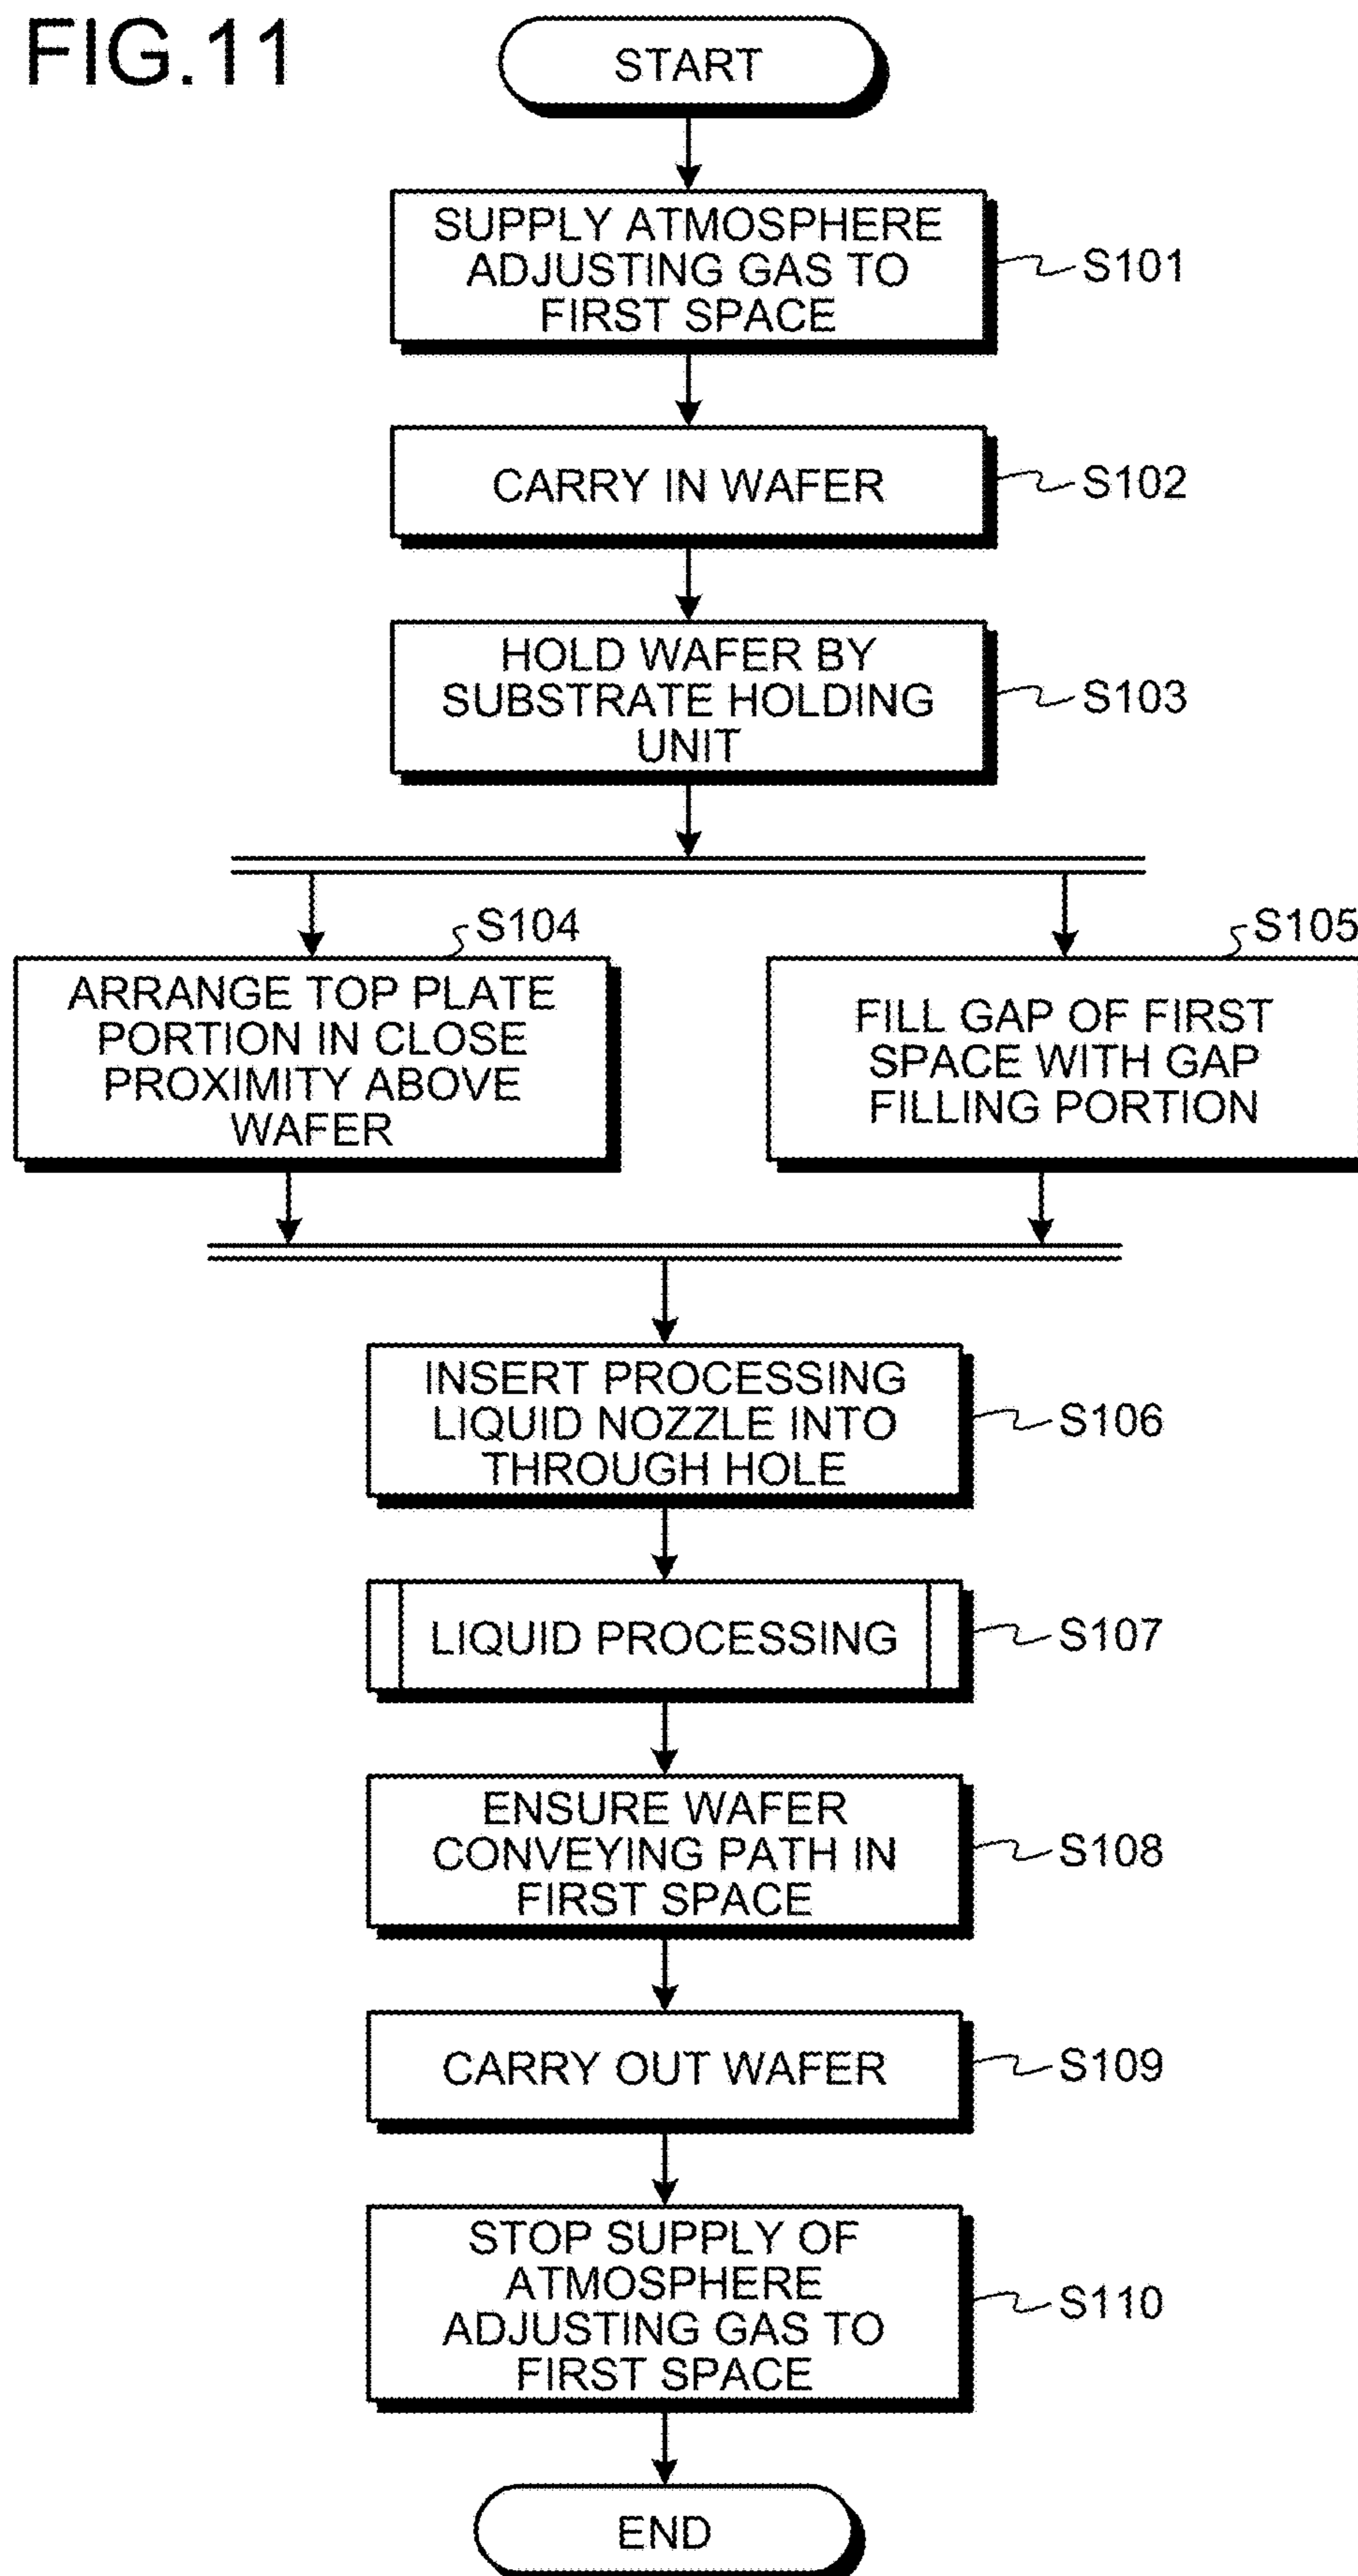 FIG.11
START
SUPPLY ATMOSPHERE
ADJUSTING GAS TO
FIRST SPACE
S101
CARRY IN WAFER
S102
HOLD WAFER BY
SUBSTRATE HOLDING
UNIT
S103
S104
ARRANGE TOP PLATE
PORTION IN CLOSE
PROXIMITY ABOVE
WAFER
S105
FILL GAP OF FIRST
SPACE WITH GAP
FILLING PORTION
INSERT PROCESSING
LIQUID NOZZLE INTO
THROUGH HOLE
S106
LIQUID PROCESSING
S107
ENSURE WAFER
CONVEYING PATH IN
FIRST SPACE
S108
CARRY OUT WAFER
S109
STOP SUPPLY OF
ATMOSPHERE
ADJUSTING GAS TO
FIRST SPACE
S110
END